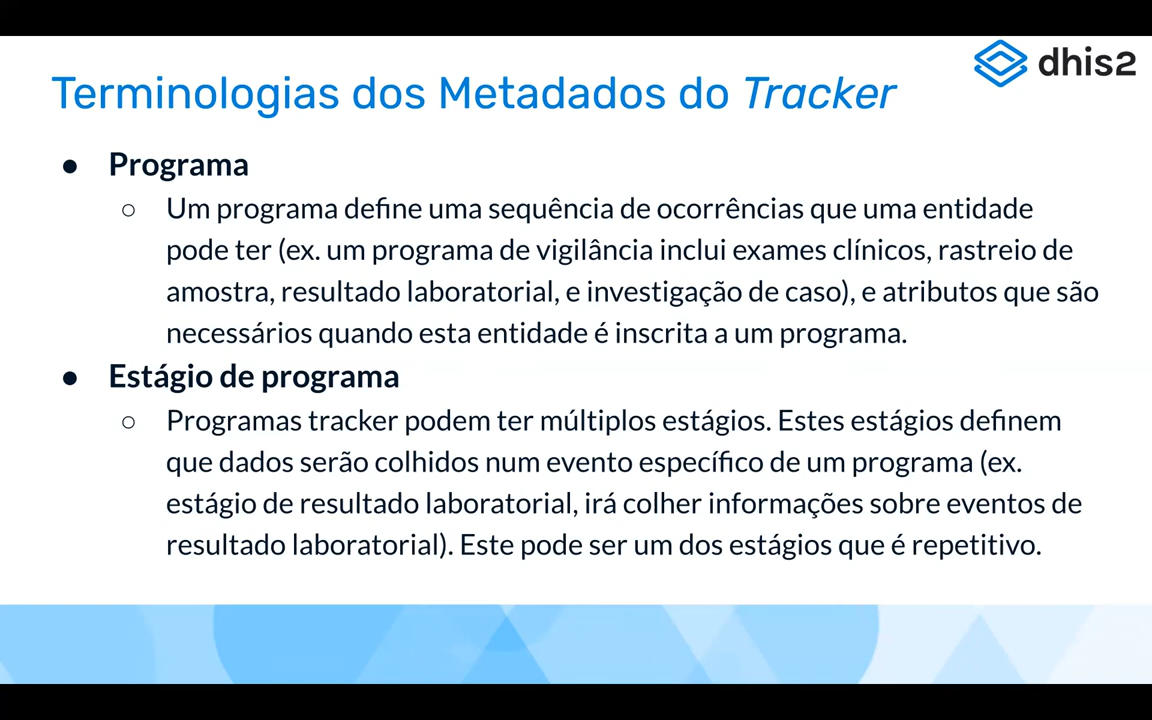 dhis2
Terminologias dos Metadados do Tracker
● Programa
○ Um programa define uma sequência de ocorrências que uma entidade
pode ter (ex. um programa de vigilância inclui exames clínicos, rastreio de
amostra, resultado laboratorial, e investigação de caso), e atributos que são
necessários quando esta entidade é inscrita a um programa.
● Estágio de programa
○ Programas tracker podem ter múltiplos estágios. Estes estágios definem
que dados serão colhidos num evento específico de um programa (ex.
estágio de resultado laboratorial, irá colher informações sobre eventos de
resultado laboratorial). Este pode ser um dos estágios que é repetitivo.